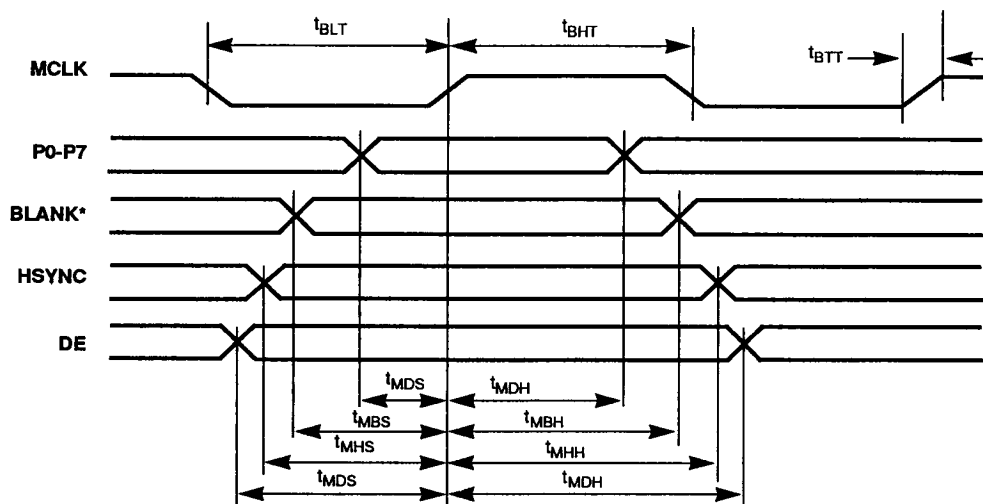 tBLT
tBHT
tBTT
MCLK
P0-P7
BLANK*
HSYNC
DE
tMDS
tMDH
tMBS
tMBH
tMHS
tMHH
tMDS
tMDH